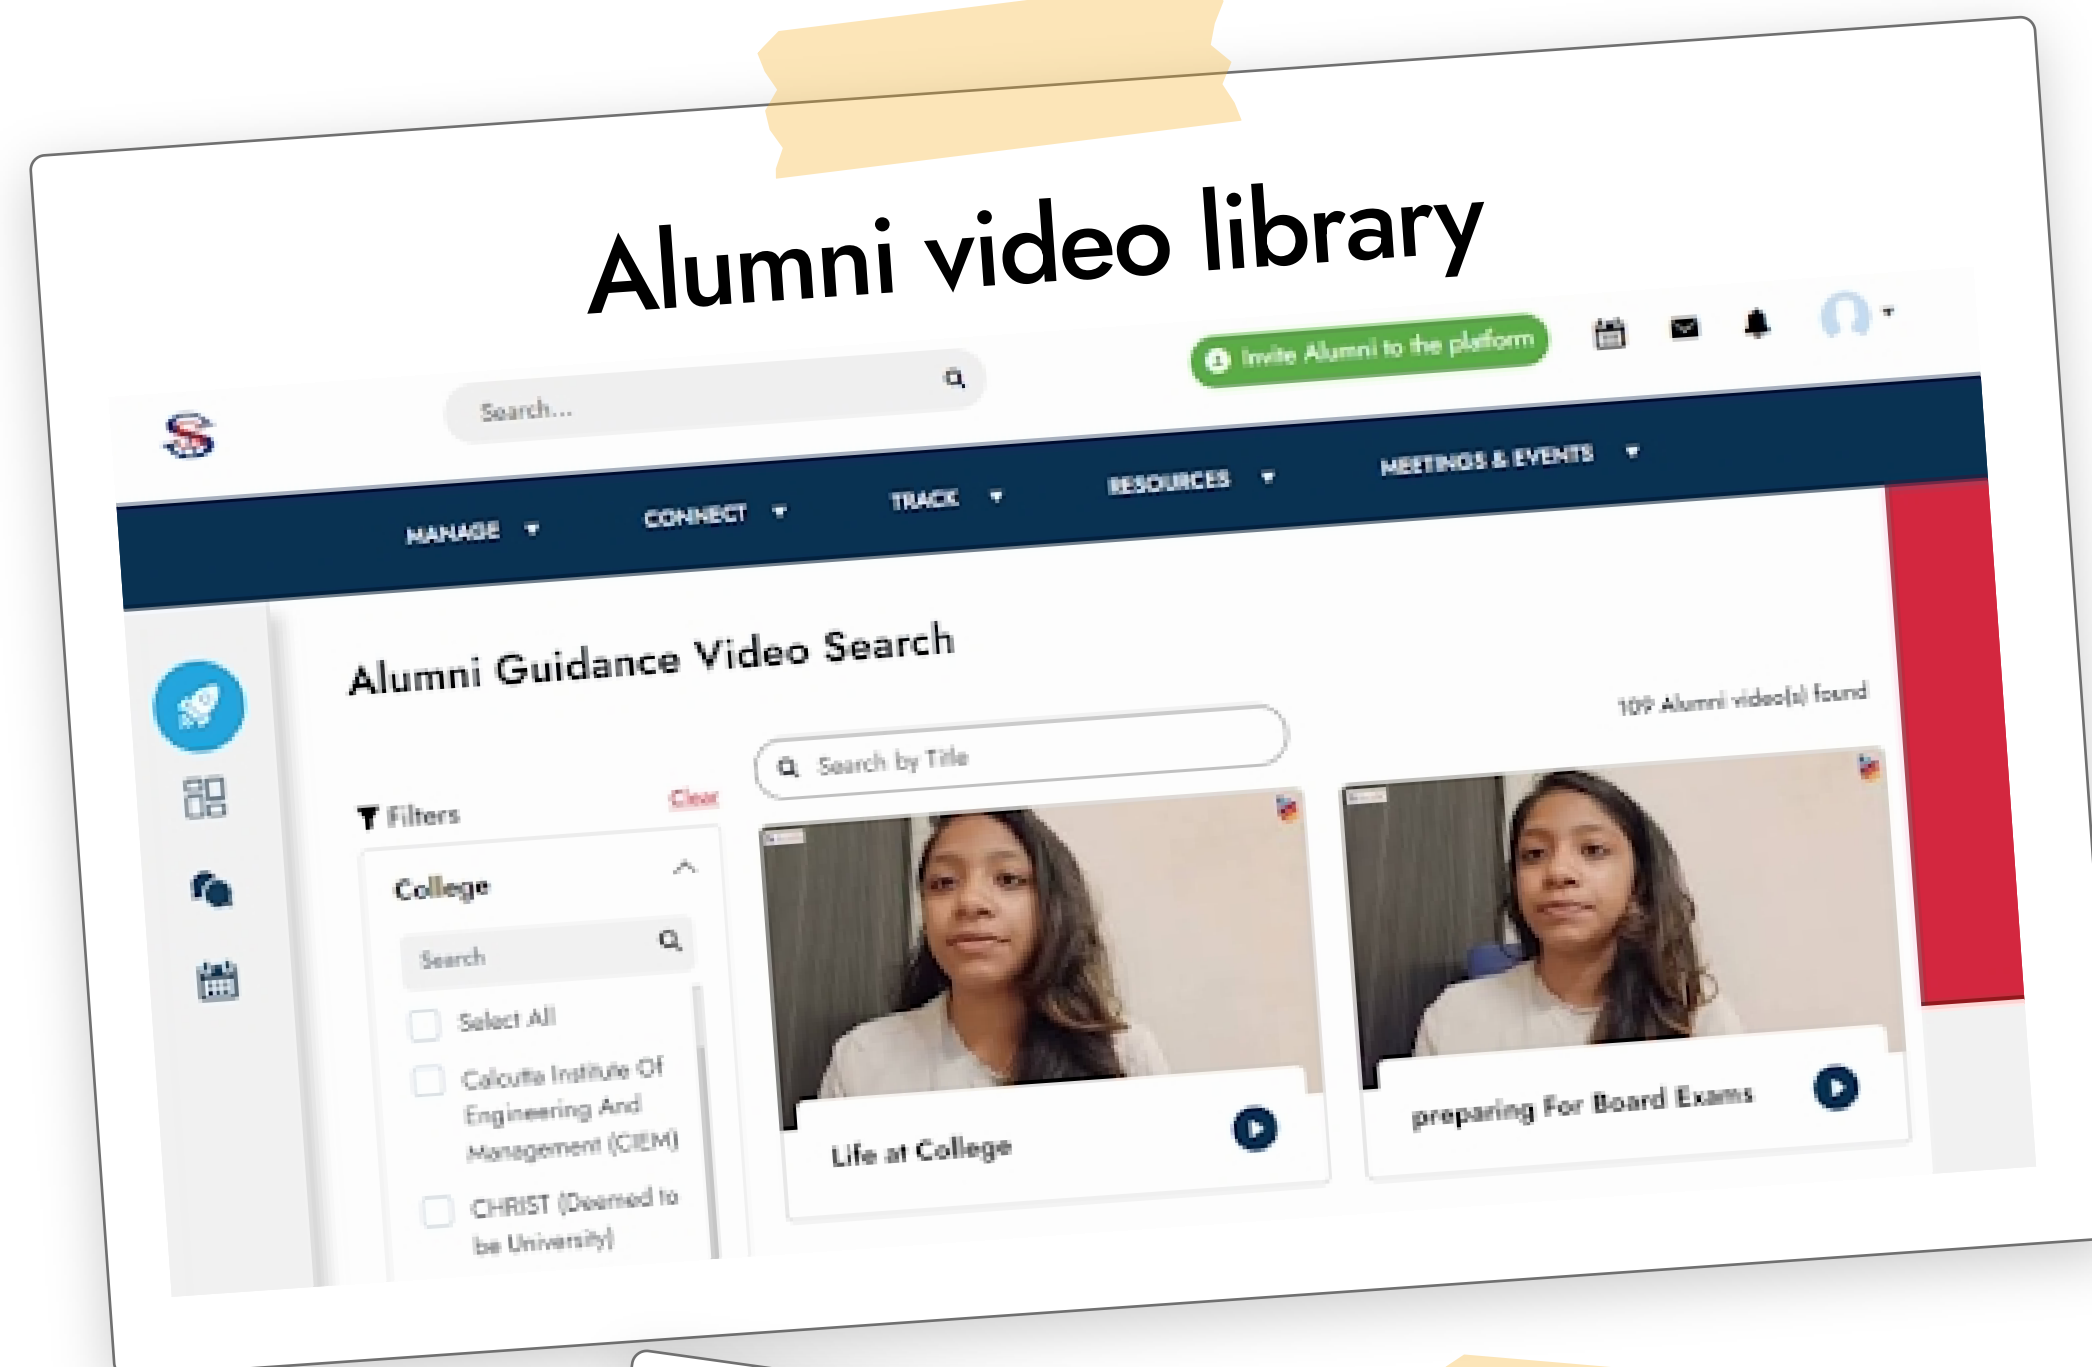 Alumni video library
Search...
Invite Alumni to the platform
MANAGE
CONNECT
TRACK
RESOURCES
MEETINGS & EVENTS
Alumni Guidance Video Search
109 Alumni video(s) found
Search by Title
Filters
Clear
College
Search
Select All
Calcutta Institute Of
Engineering And
Management (CIEM)
CHRIST (Deemed to
be University)
Life at College
preparing For Board Exams